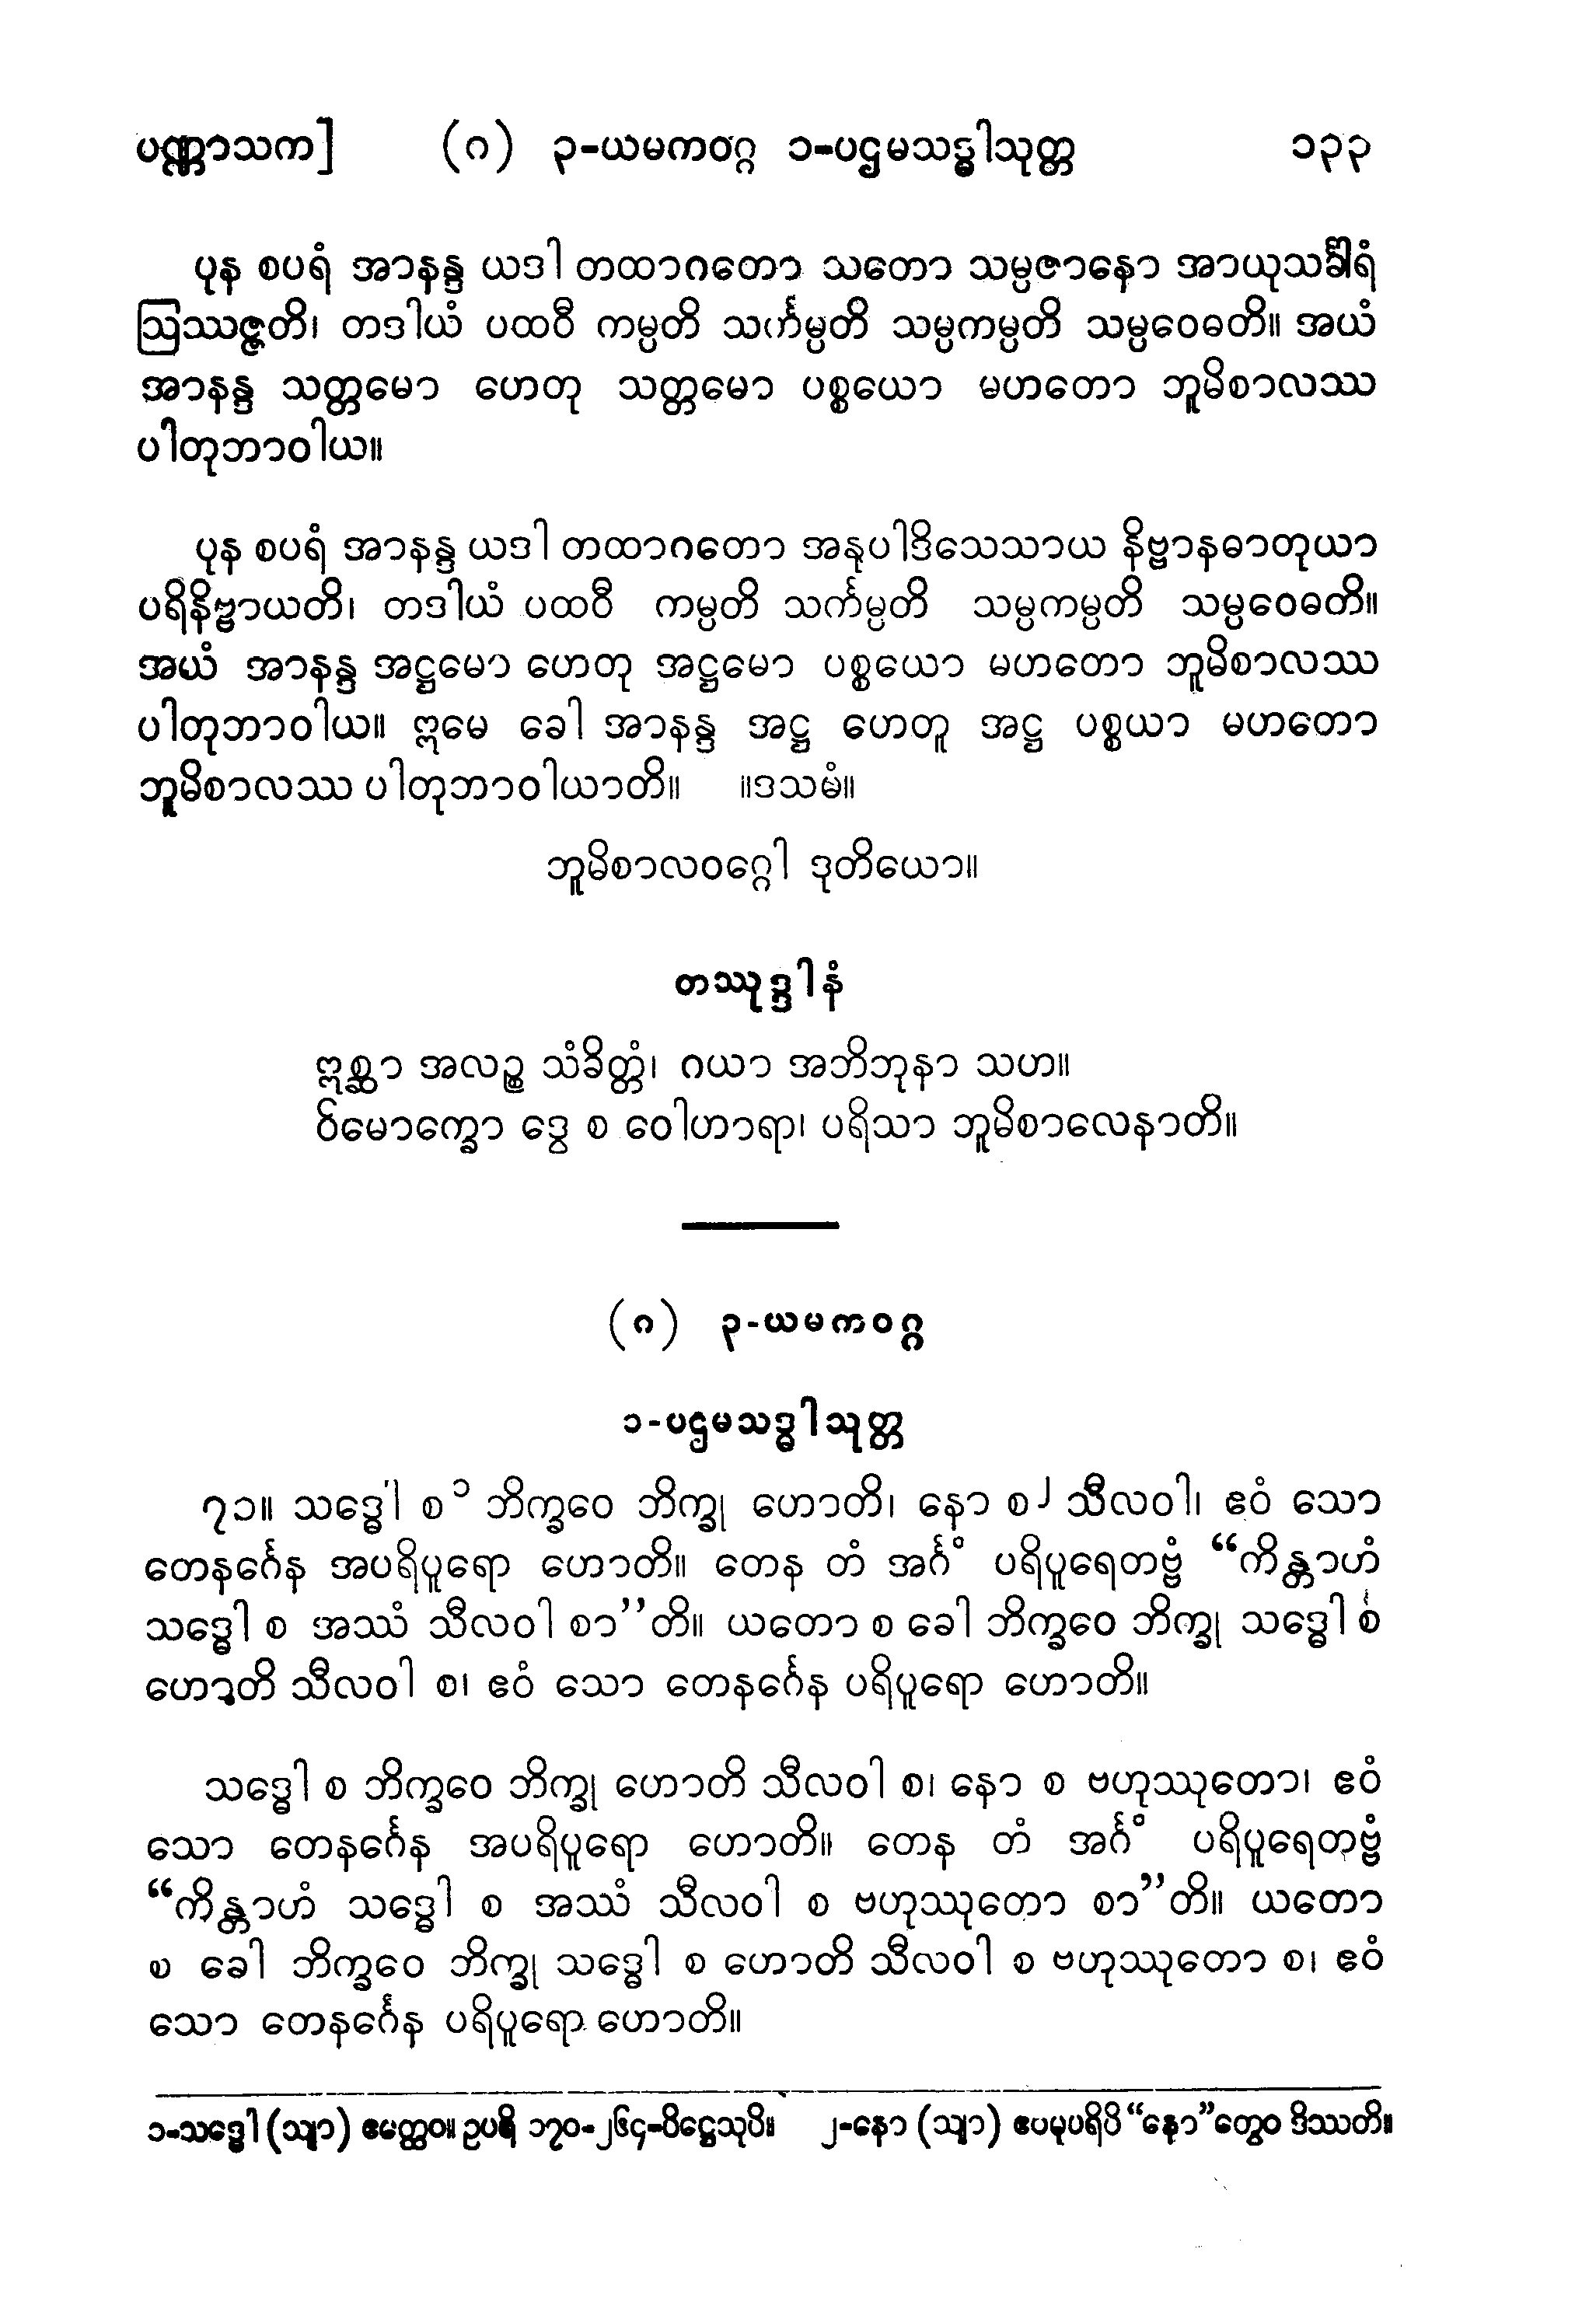 ပဏ္ဏာသက] (ဂ) ၃-ယမကဝဂ္ဂ ၁-ပဌမသဒ္ဓါသုတ္တ ၁၃၃
ပုန စပရံ အာနန္ဒ ယဒါ တထာဂတော သတော သမ္ပဇာနော အာယုသင်္ခါရံ
ဩဿဇ္ဇတိ၊ တဒါယံ ပထဝီ ကမ္ပတိ သင်္ကမ္ပတိ သမ္ပကမ္ပတိ သမ္ပဝေဓတိ။ အယံ
အာနန္ဒ သတ္တမော ဟေတု သတ္တမော ပစ္စယော မဟတော ဘူမိစာလဿ
ပါတုဘာဝါယ။
ပုန စပရံ အာနန္ဒ ယဒါ တထာဂတော အနုပါဒိသေသာယ နိဗ္ဗာနဓာတုယာ
ပရိနိဗ္ဗာယတိ၊ တဒါယံ ပထဝီ ကမ္ပတိ သင်္ကမ္ပတိ သမ္ပကမ္ပတိ သမ္ပဝေဓတိ။
အယံ အာနန္ဒ အဋ္ဌမော ဟေတု အဋ္ဌမော ပစ္စယော မဟတော ဘူမိစာလဿ
ပါတုဘာဝါယ။ ဣမေ ခေါ အာနန္ဒ အဋ္ဌ ဟေတူ အဋ္ဌ ပစ္စယာ မဟတော
ဘူမိစာလဿ ပါတုဘာဝါယာတိ။ ။ဒသမံ။
ဘူမိစာလဝဂ္ဂေါ ဒုတိယော။
တဿုဒ္ဒါနံ
ဣစ္ဆာ အလဉ္စ သံခိတ္တံ၊ ဂယာ အဘိဘုနာ သဟ။
ဝိမောက္ခော ဒွေ စ ဝေါဟာရာ၊ ပရိသာ ဘူမိစာလေနာတိ။
(ဂ) ၃-ယမကဝဂ္ဂ
၁-ပဌမသဒ္ဓါသုတ္တ
၇၁။ သဒ္ဓေါ စ ၁ ဘိက္ခဝေ ဘိက္ခု ဟောတိ၊ နော စ ၂ သီလဝါ၊ ဧဝံ သော
တေနင်္ဂေန အပရိပူရော ဟောတိ။ တေန တံ အင်္ဂံ ပရိပူရေတဗ္ဗံ “ကိန္တာဟံ
သဒ္ဓေါ စ အဿံ သီလဝါ စာ”တိ။ ယတော စ ခေါ ဘိက္ခဝေ ဘိက္ခု သဒ္ဓေါ စ
ဟောတိ သီလဝါ စ၊ ဧဝံ သော တေနင်္ဂေန ပရိပူရော ဟောတိ။
သဒ္ဓေါ စ ဘိက္ခဝေ ဘိက္ခု ဟောတိ သီလဝါ စ၊ နော စ ဗဟုဿုတော၊ ဧဝံ
သော တေနင်္ဂေန အပရိပူရော ဟောတိ။ တေန တံ အင်္ဂံ ပရိပူရေတဗ္ဗံ
“ကိန္တာဟံ သဒ္ဓေါ စ အဿံ သီလဝါ စ ဗဟုဿုတော စာ”တိ။ ယတော
စ ခေါ ဘိက္ခဝေ ဘိက္ခု သဒ္ဓေါ စ ဟောတိ သီလဝါ စ ဗဟုဿုတော စ၊ ဧဝံ
သော တေနင်္ဂေန ပရိပူရော ဟောတိ။
၁-သဒ္ဓေါ (သျာ) ဧမေတ္ထေဝ။ ဥပရိ ၁၇၀-၂၆၄-ပိဋ္ဌေသုပိ။ ၂-နော (သျာ) ဧပမုပရိပိ “နော”တွေဝ ဒိဿတိ။